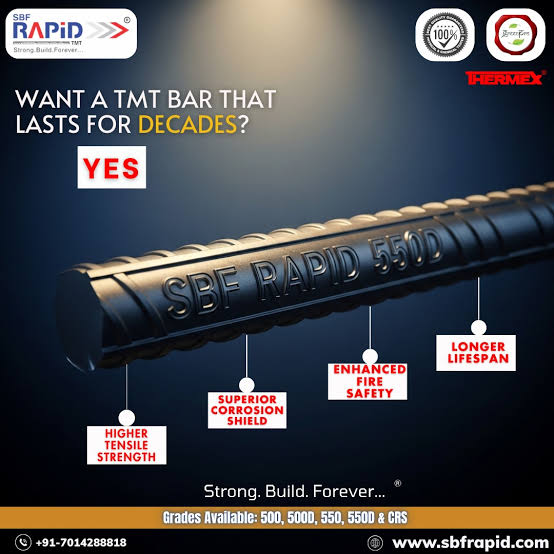 SBF
RAPiD
TMT
Strong.Build.Forever...
100%
GreenPro
THERMEX
WANT A TMT BAR THAT
LASTS FOR DECADES?
YES
SBF RAPID 550D
LONGER
LIFESPAN
ENHANCED
FIRE
SAFETY
SUPERIOR
CORROSION
SHIELD
HIGHER
TENSILE
STRENGTH
Strong. Build. Forever... ®
Grades Available: 500, 500D, 550, 550D & CRS
+91-7014288818
www.sbfrapid.com